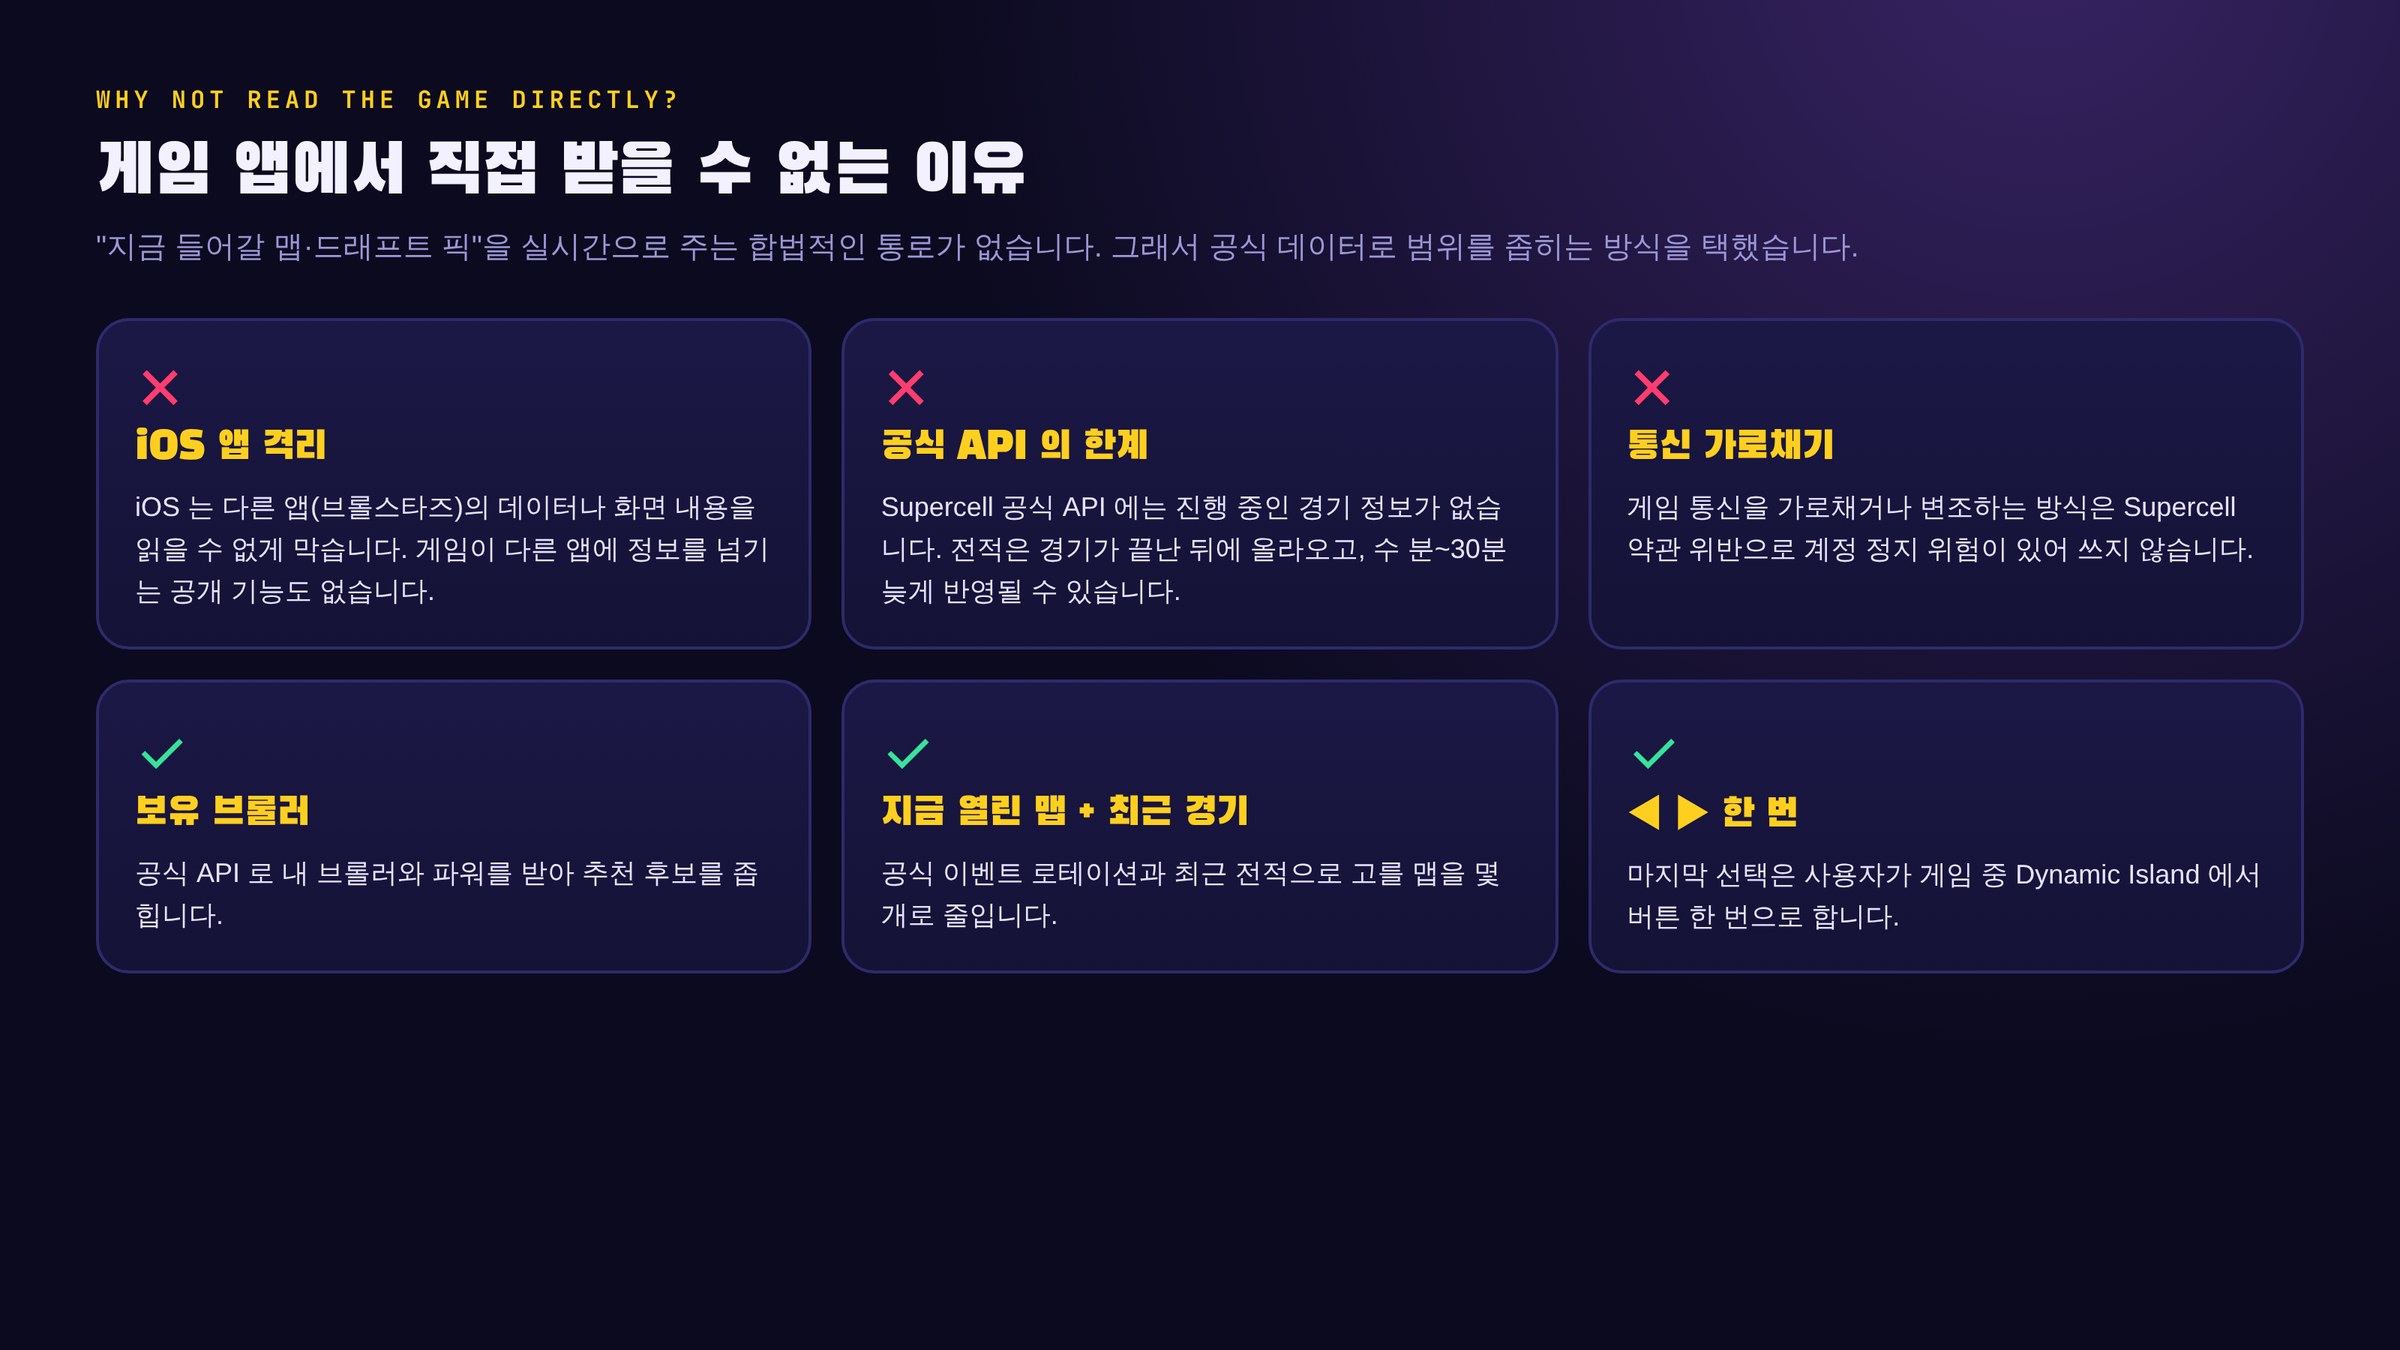 WHY NOT READ THE GAME DIRECTLY?
게임 앱에서 직접 받을 수 없는 이유
"지금 들어갈 맵·드래프트 픽"을 실시간으로 주는 합법적인 통로가 없습니다. 그래서 공식 데이터로 범위를 좁히는 방식을 택했습니다.
✕
iOS 앱 격리
iOS 는 다른 앱(브롤스타즈)의 데이터나 화면 내용을
읽을 수 없게 막습니다. 게임이 다른 앱에 정보를 넘기
는 공개 기능도 없습니다.
✕
공식 API 의 한계
Supercell 공식 API 에는 진행 중인 경기 정보가 없습
니다. 전적은 경기가 끝난 뒤에 올라오고, 수 분~30분
늦게 반영될 수 있습니다.
✕
통신 가로채기
게임 통신을 가로채거나 변조하는 방식은 Supercell
약관 위반으로 계정 정지 위험이 있어 쓰지 않습니다.
✓
보유 브롤러
공식 API 로 내 브롤러와 파워를 받아 추천 후보를 좁
힙니다.
✓
지금 열린 맵 + 최근 경기
공식 이벤트 로테이션과 최근 전적으로 고를 맵을 몇
개로 줄입니다.
✓
◀ ▶ 한 번
마지막 선택은 사용자가 게임 중 Dynamic Island 에서
버튼 한 번으로 합니다.